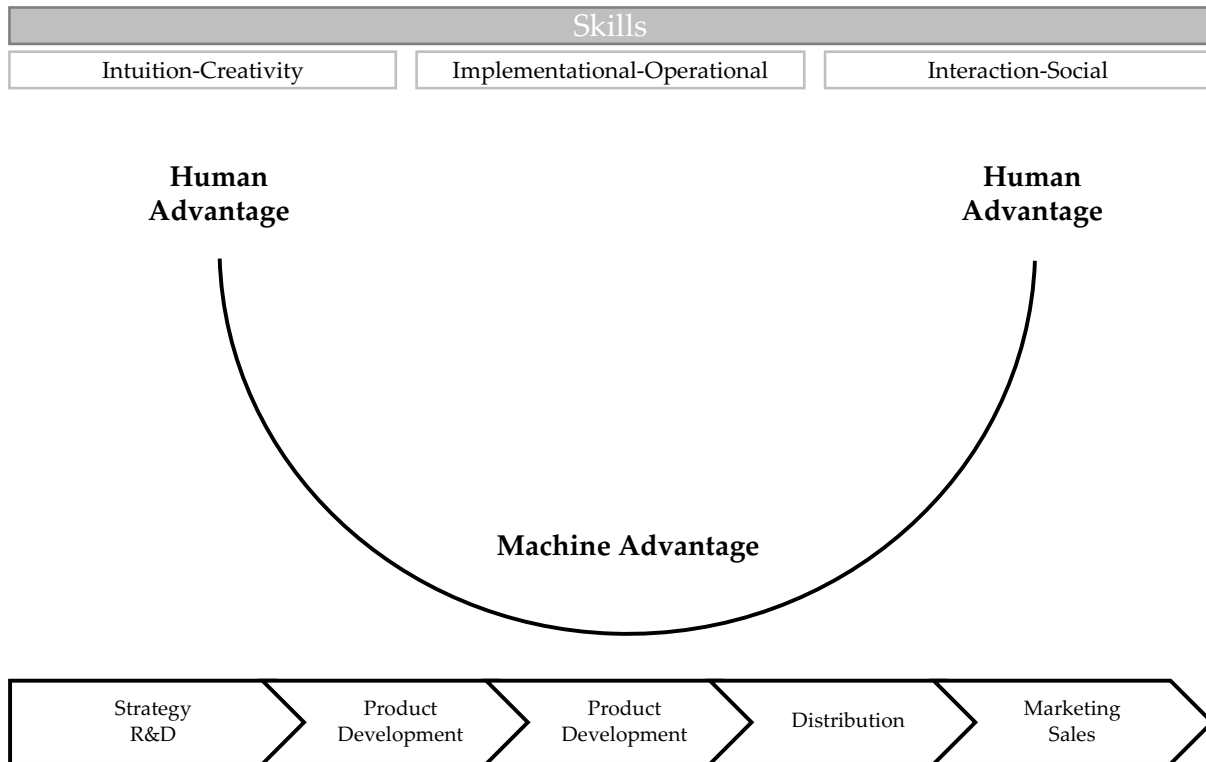 Skills
Intuition-Creativity
Implementational-Operational
Interaction-Social
Human
Advantage
Human
Advantage
Machine Advantage
Strategy
R&D
Product
Development
Product
Development
Distribution
Marketing
Sales